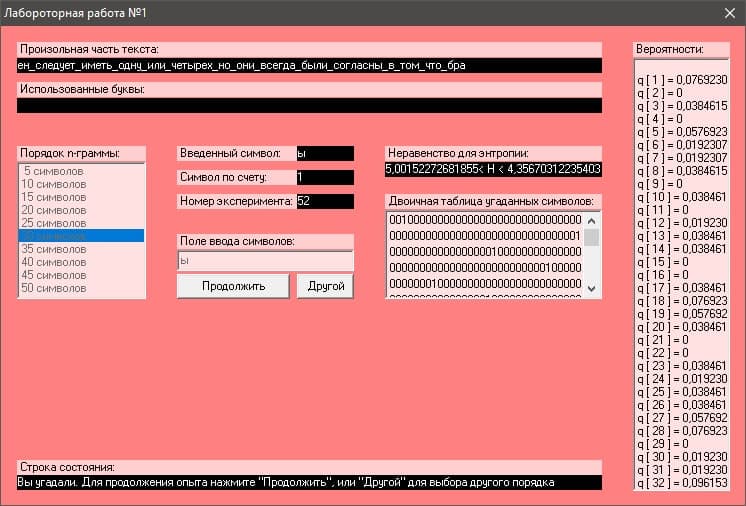 Лабороторная работа №1
Произольная часть текста:
ен_следует_иметь_одну_или_четырех_но_они_всегда_были_согласны_в_том_что_бра
Использованные буквы:
Порядок n-граммы:
5 символов
10 символов
15 символов
20 символов
25 символов
35 символов
40 символов
45 символов
50 символов
Введенный символ: ы
Символ по счету: 1
Номер эксперимента: 52
Поле ввода символов:
ы
Продолжить
Другой
Неравенство для энтропии:
5,00152272681855< H < 4,35670312235403
Двоичная таблица угаданных символов:
Строка состояния:
Вы угадали. Для продолжения опыта нажмите "Продолжить", или "Другой" для выбора другого порядка
Вероятности:
q [ 1 ] = 0,0769230
q [ 2 ] = 0
q [ 3 ] = 0,0384615
q [ 4 ] = 0
q [ 5 ] = 0,0576923
q [ 6 ] = 0,0192307
q [ 7 ] = 0,0192307
q [ 8 ] = 0,0384615
q [ 9 ] = 0
q [ 10 ] = 0,038461
q [ 11 ] = 0
q [ 12 ] = 0,019230
q [ 13 ] = 0,038461
q [ 14 ] = 0,038461
q [ 15 ] = 0
q [ 16 ] = 0
q [ 17 ] = 0,038461
q [ 18 ] = 0,076923
q [ 19 ] = 0,057692
q [ 20 ] = 0,038461
q [ 21 ] = 0
q [ 22 ] = 0
q [ 23 ] = 0,038461
q [ 24 ] = 0,019230
q [ 25 ] = 0,038461
q [ 26 ] = 0,038461
q [ 27 ] = 0,057692
q [ 28 ] = 0,076923
q [ 29 ] = 0
q [ 30 ] = 0,019230
q [ 31 ] = 0,019230
q [ 32 ] = 0,096153